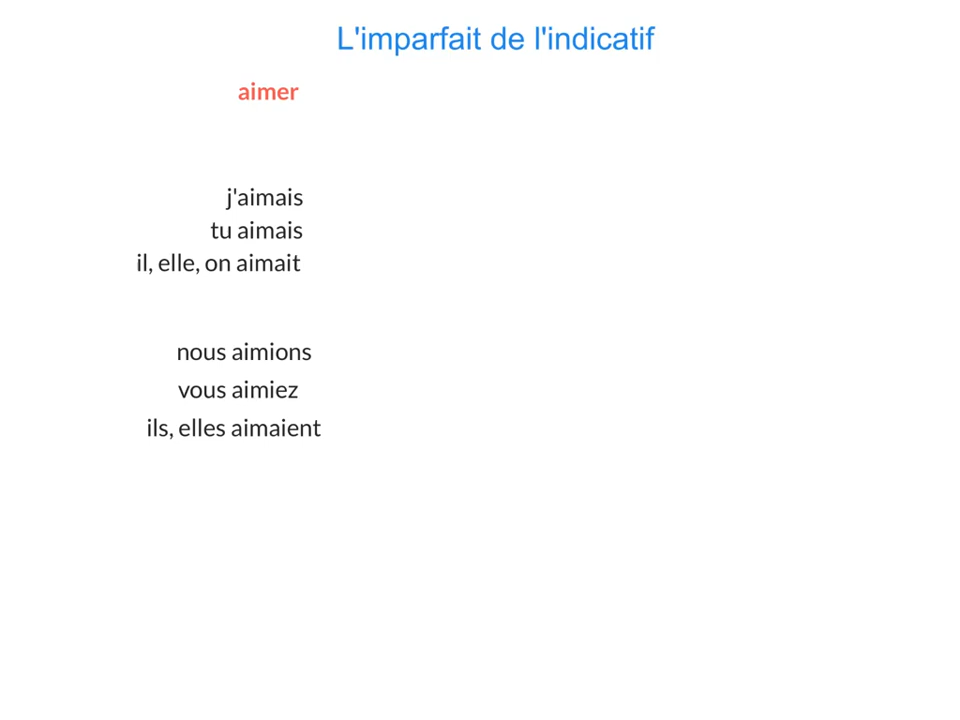 L'imparfait de l'indicatif
aimer
j'aimais
tu aimais
il, elle, on aimait
nous aimions
vous aimiez
ils, elles aimaient